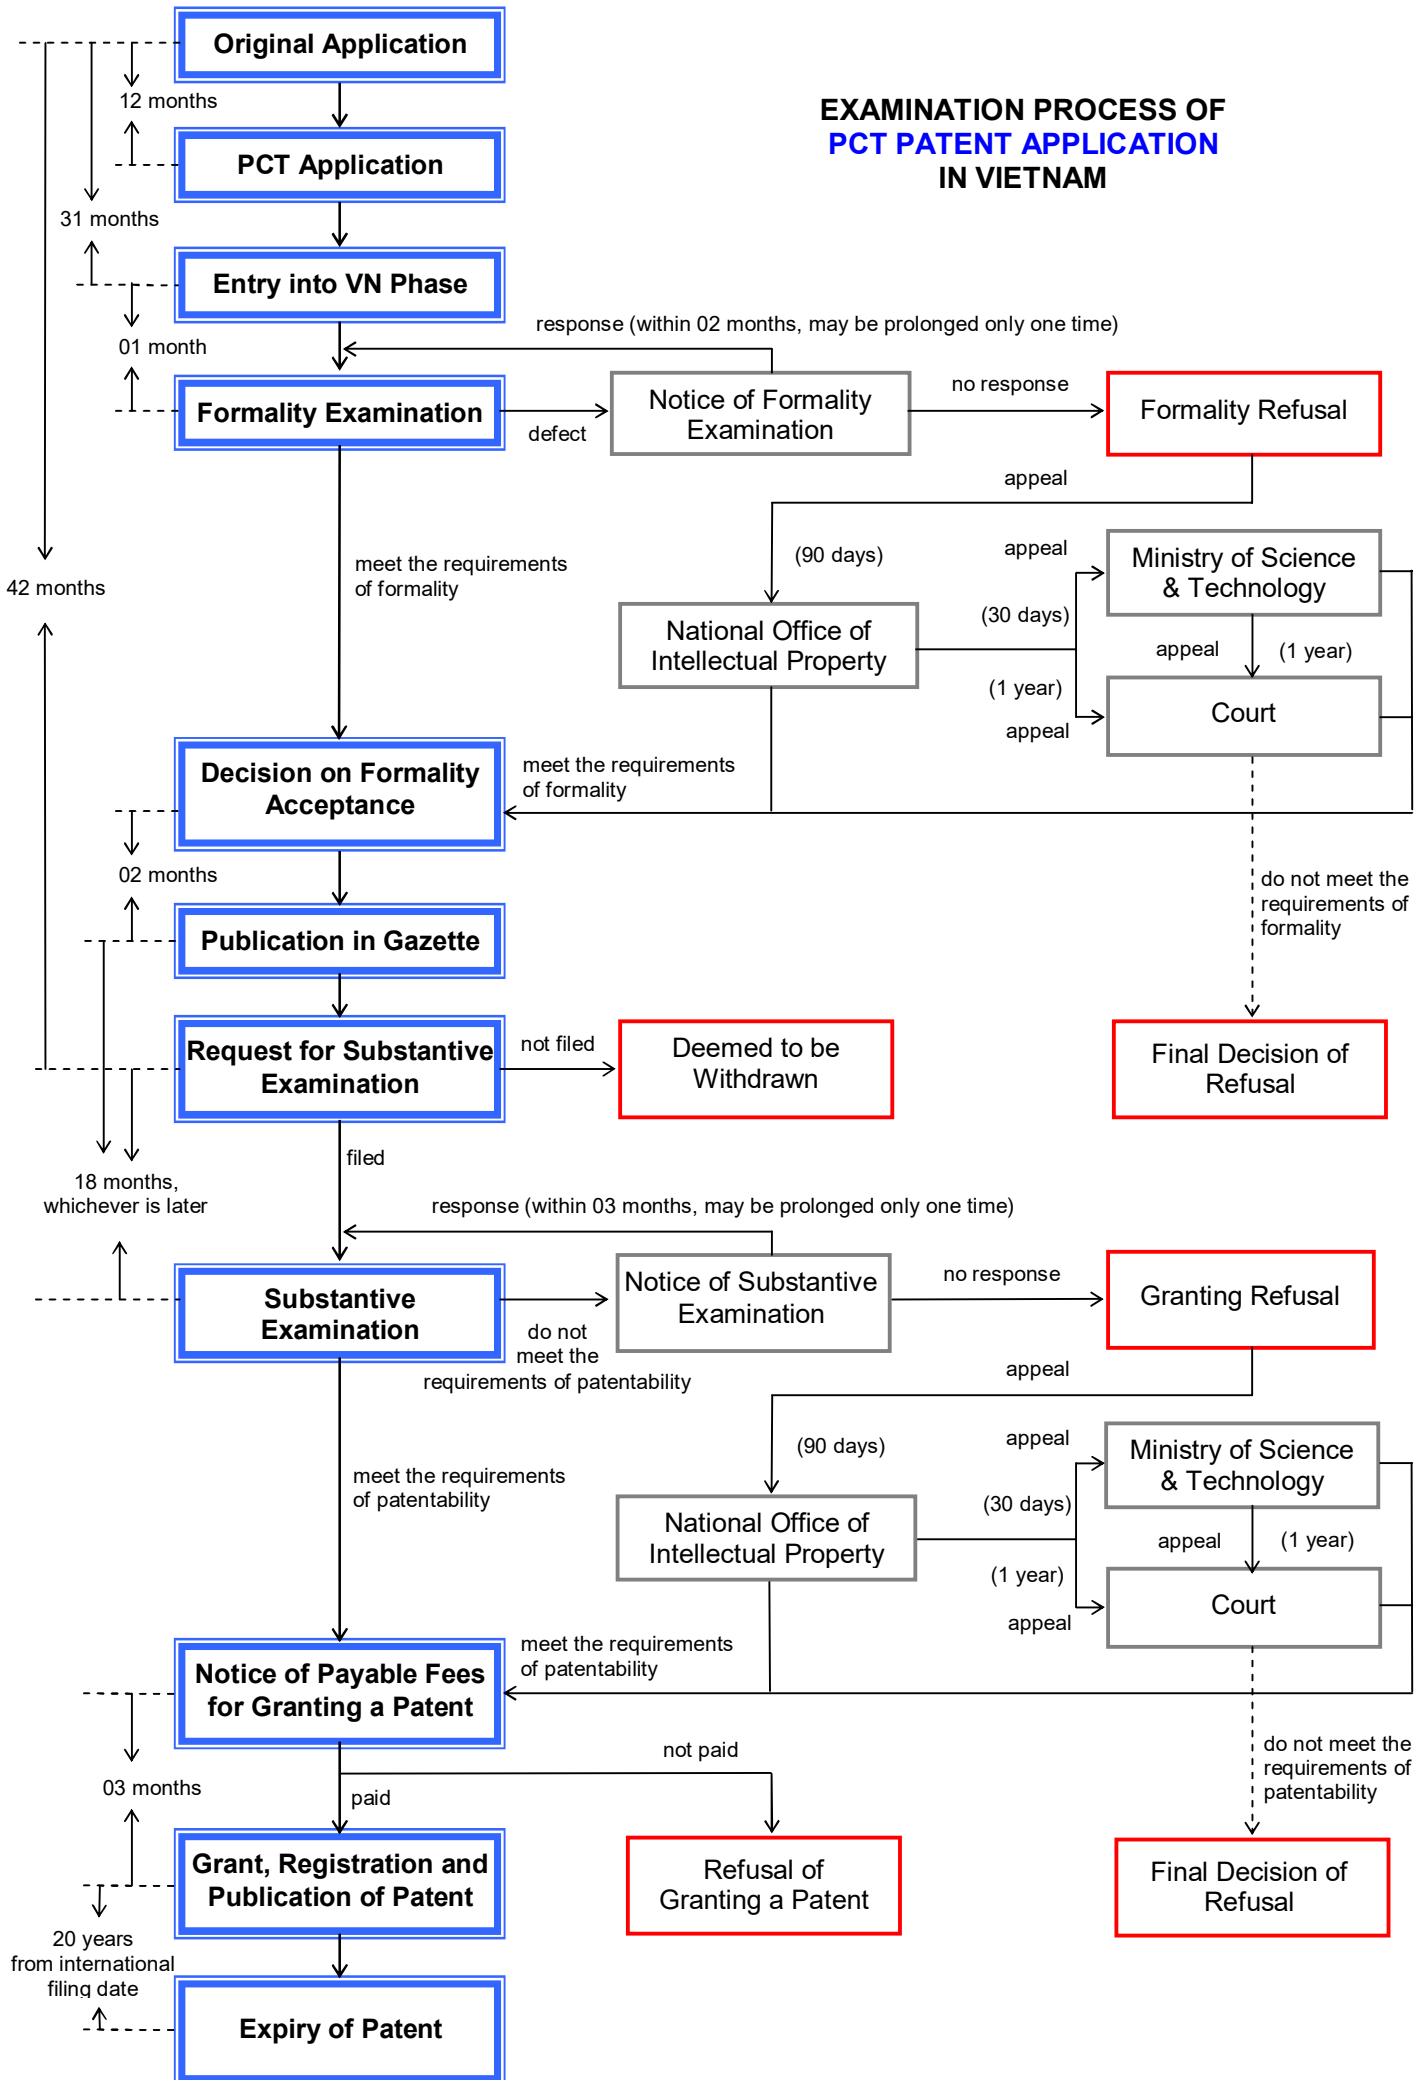 Original Application
12 months
EXAMINATION PROCESS OF
PCT PATENT APPLICATION
IN VIETNAM
PCT Application
31 months
Entry into VN Phase
response (within 02 months, may be prolonged only one time)
01 month
Formality Examination
defect
Notice of Formality
Examination
no response
Formality Refusal
appeal
(90 days)
meet the requirements
of formality
42 months
National Office of
Intellectual Property
appeal
(30 days)
(1 year)
appeal
Ministry of Science
& Technology
appeal
(1 year)
Court
Decision on Formality
Acceptance
meet the requirements
of formality
02 months
do not meet the
requirements of
formality
Publication in Gazette
Request for Substantive
Examination
not filed
Deemed to be
Withdrawn
Final Decision of
Refusal
filed
18 months,
whichever is later
response (within 03 months, may be prolonged only one time)
Substantive
Examination
do not
meet the
requirements of patentability
Notice of Substantive
Examination
no response
Granting Refusal
appeal
(90 days)
meet the requirements
of patentability
National Office of
Intellectual Property
appeal
(30 days)
(1 year)
appeal
Ministry of Science
& Technology
appeal
(1 year)
Court
meet the requirements
of patentability
Notice of Payable Fees
for Granting a Patent
not paid
do not meet the
requirements of
patentability
03 months
paid
Grant, Registration and
Publication of Patent
Refusal of
Granting a Patent
Final Decision of
Refusal
20 years
from international
filing date
Expiry of Patent